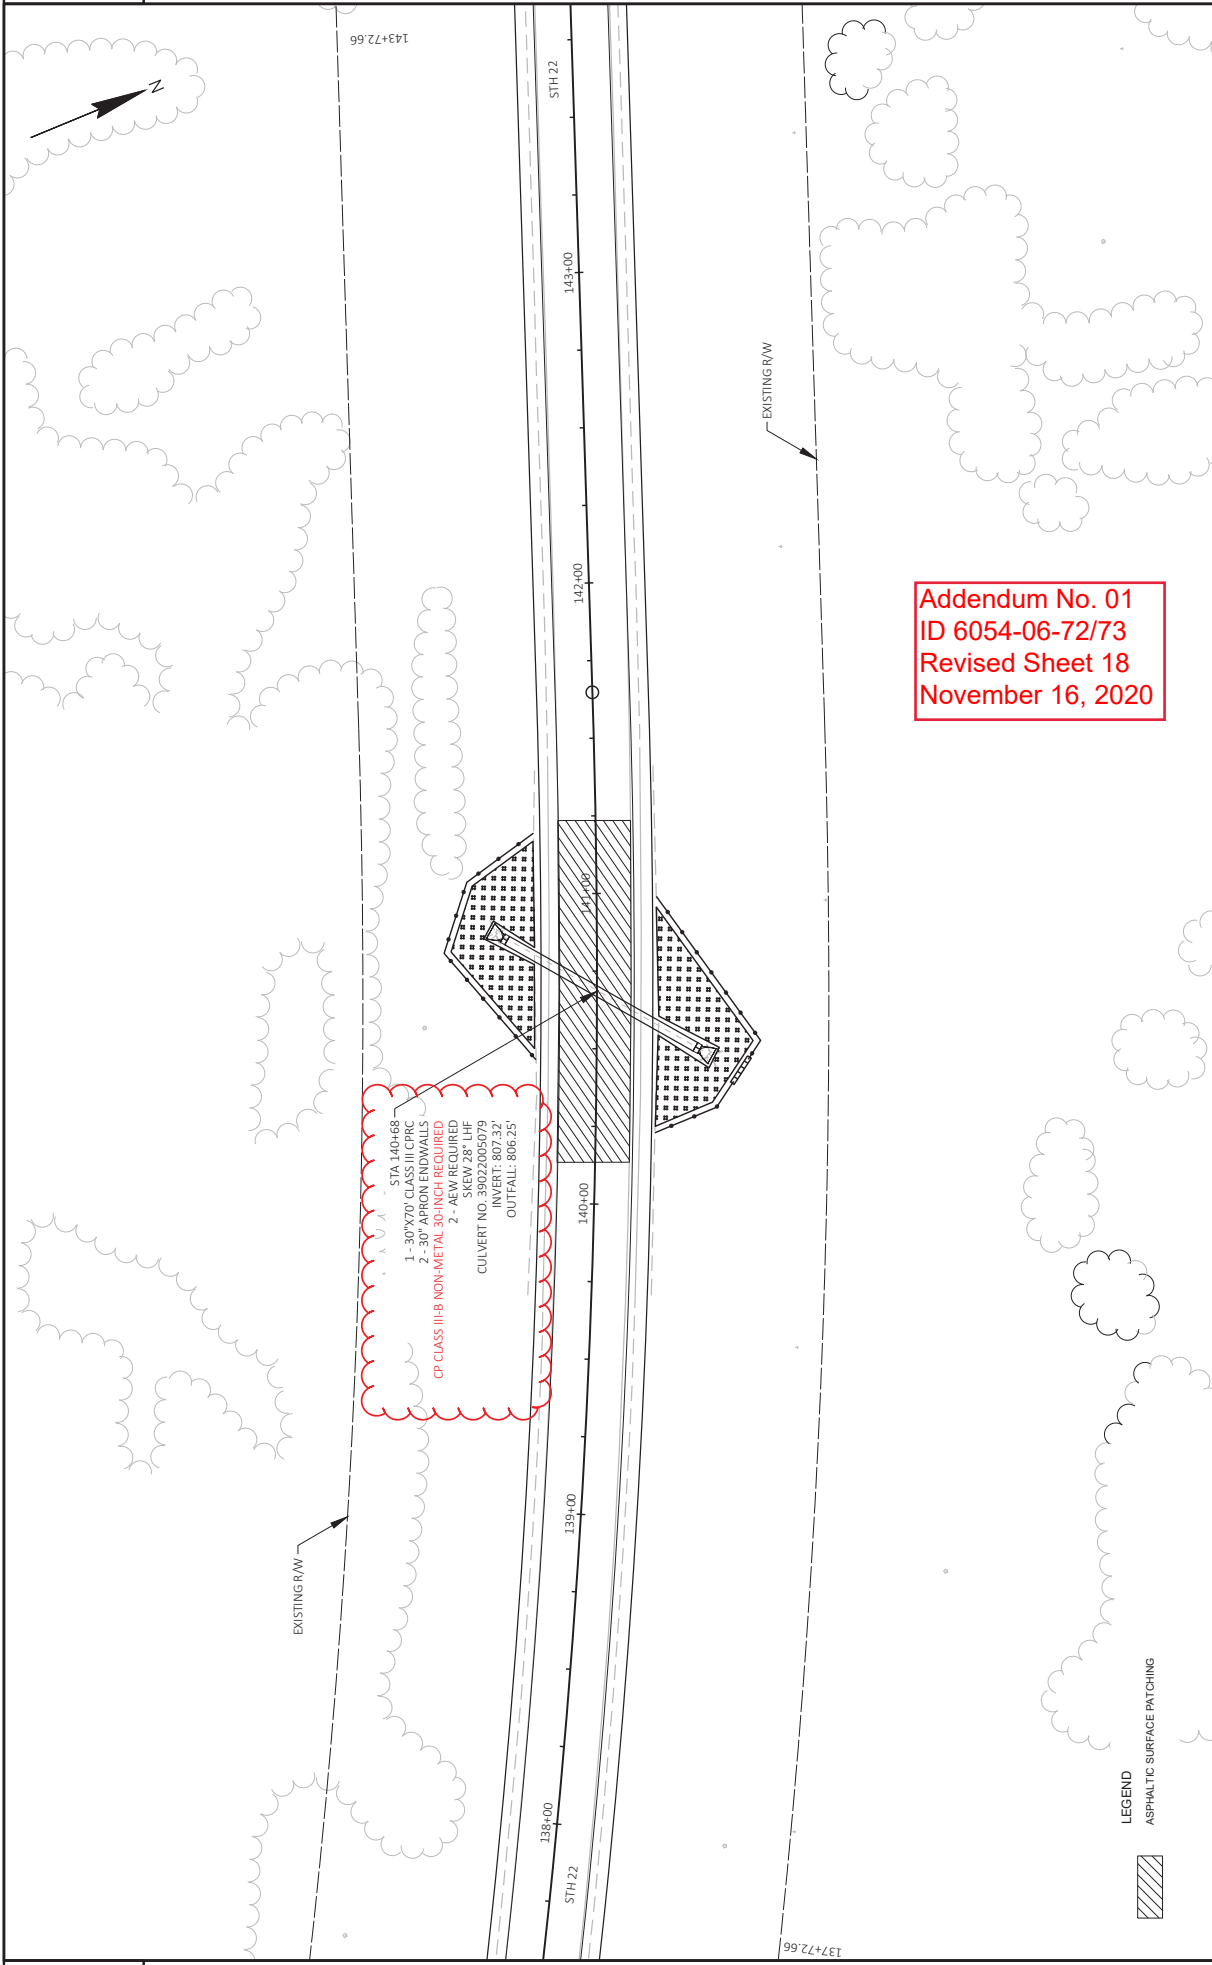 143+72.66
N
STH 22
143+00
EXISTING R/W
142+00
Addendum No. 01
ID 6054-06-72/73
Revised Sheet 18
November 16, 2020
141+00
STA 140+68
1 - 30"X70' CLASS III CPRC
2 - 30" APRON ENDWALLS
CP CLASS III-B NON-METAL 30-INCH REQUIRED
2 - AEW REQUIRED
SKEW 28° LHF
CULVERT NO. 39022005079
INVERT: 807.32'
OUTFALL: 806.25'
140+00
139+00
EXISTING R/W
138+00
STH 22
137+72.66
LEGEND
ASPHALTIC SURFACE PATCHING